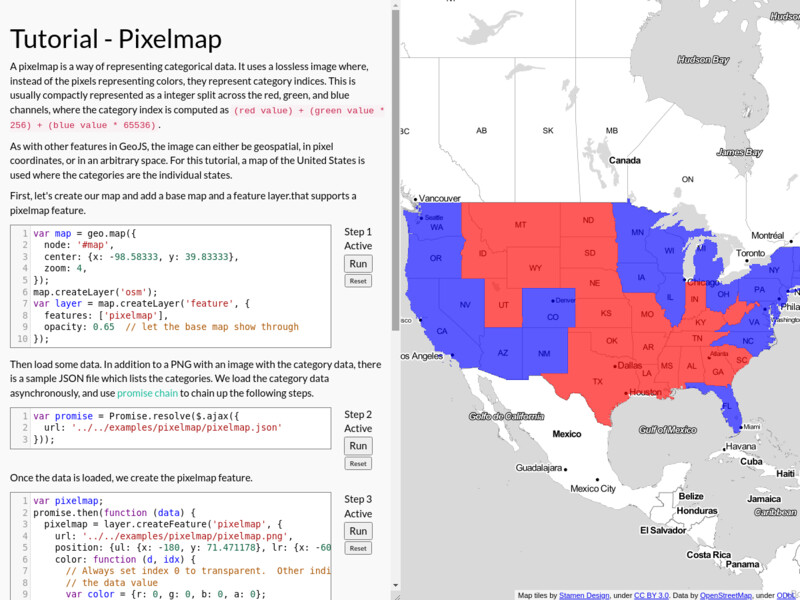 Tutorial - Pixelmap
A pixelmap is a way of representing categorical data. It uses a lossless image where,
instead of the pixels representing colors, they represent category indices. This is
usually compactly represented as a integer split across the red, green, and blue
channels, where the category index is computed as (red value) + (green value *
256) + (blue value * 65536).
As with other features in GeoJS, the image can either be geospatial, in pixel
coordinates, or in an arbitrary space. For this tutorial, a map of the United States is
used where the categories are the individual states.
First, let's create our map and add a base map and a feature layer.that supports a
pixelmap feature.
1 var map = geo.map({
2 node: '#map',
3 center: {x: -98.58333, y: 39.83333},
4 zoom: 4,
5 });
6 map.createLayer('osm');
7 var layer = map.createLayer('feature', {
8 features: ['pixelmap'],
9 opacity: 0.65 // let the base map show through
10 });
Step 1
Active
Run
Reset
Then load some data. In addition to a PNG with an image with the category data, there
is a sample JSON file which lists the categories. We load the category data
asynchronously, and use promise chain to chain up the following steps.
1 var promise = Promise.resolve($.ajax({
2 url: '../../examples/pixelmap/pixelmap.json'
3 }));
Step 2
Active
Run
Reset
Once the data is loaded, we create the pixelmap feature.
1 var pixelmap;
2 promise.then(function (data) {
3 pixelmap = layer.createFeature('pixelmap', {
4 url: '../../examples/pixelmap/pixelmap.png',
5 position: {ul: {x: -180, y: 71.471178}, lr: {x: -60
6 color: function (d, idx) {
7 // Always set index 0 to transparent. Other indi
8 // the data value
9 var color = {r: 0, g: 0, b: 0, a: 0};
Step 3
Active
Run
Reset
Hudson
Hudson Bay
James Bay
BC
AB
SK
MB
Canada
ON
Vancouver
Seattle
WA
MT
ND
MN
Montréal
Toronto
OR
ID
SD
WI
MI
NY
WY
IA
Chicago
PA
NE
NV
UT
Denver
CO
IL
IN
OH
Phila
Washington
sco
CA
KS
MO
KY
VA
os Angeles
AZ
NM
OK
AR
TN
NC
Atlanta
SC
Dallas
MS
AL
GA
TX
LA
Houston
FL
Golfo de California
Gulf of Mexico
Miami
Mexico
Havana
Cuba
Guadalajara
Haiti
Mexico City
Belize
Jamaica
Honduras
Caribbean
El Salvador
Costa Rica
Panama
Map tiles by Stamen Design, under CC BY 3.0. Data by OpenStreetMap, under ODbL